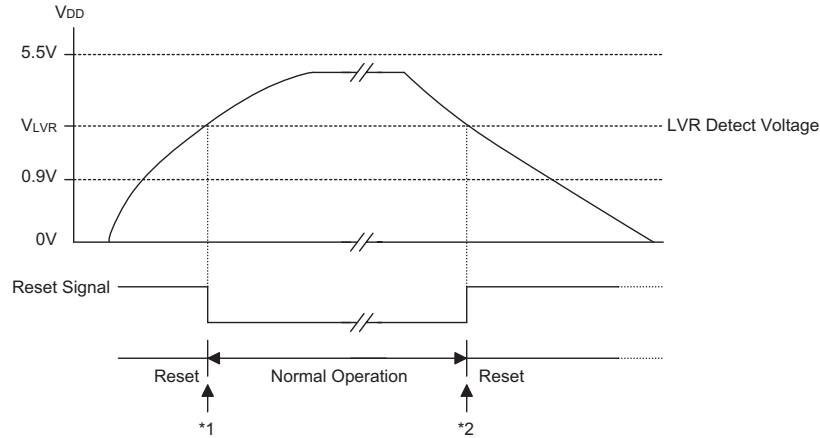 VDD
5.5V
VLVR
LVR Detect Voltage
0.9V
0V
Reset Signal
Reset
Normal Operation
Reset
*1
*2